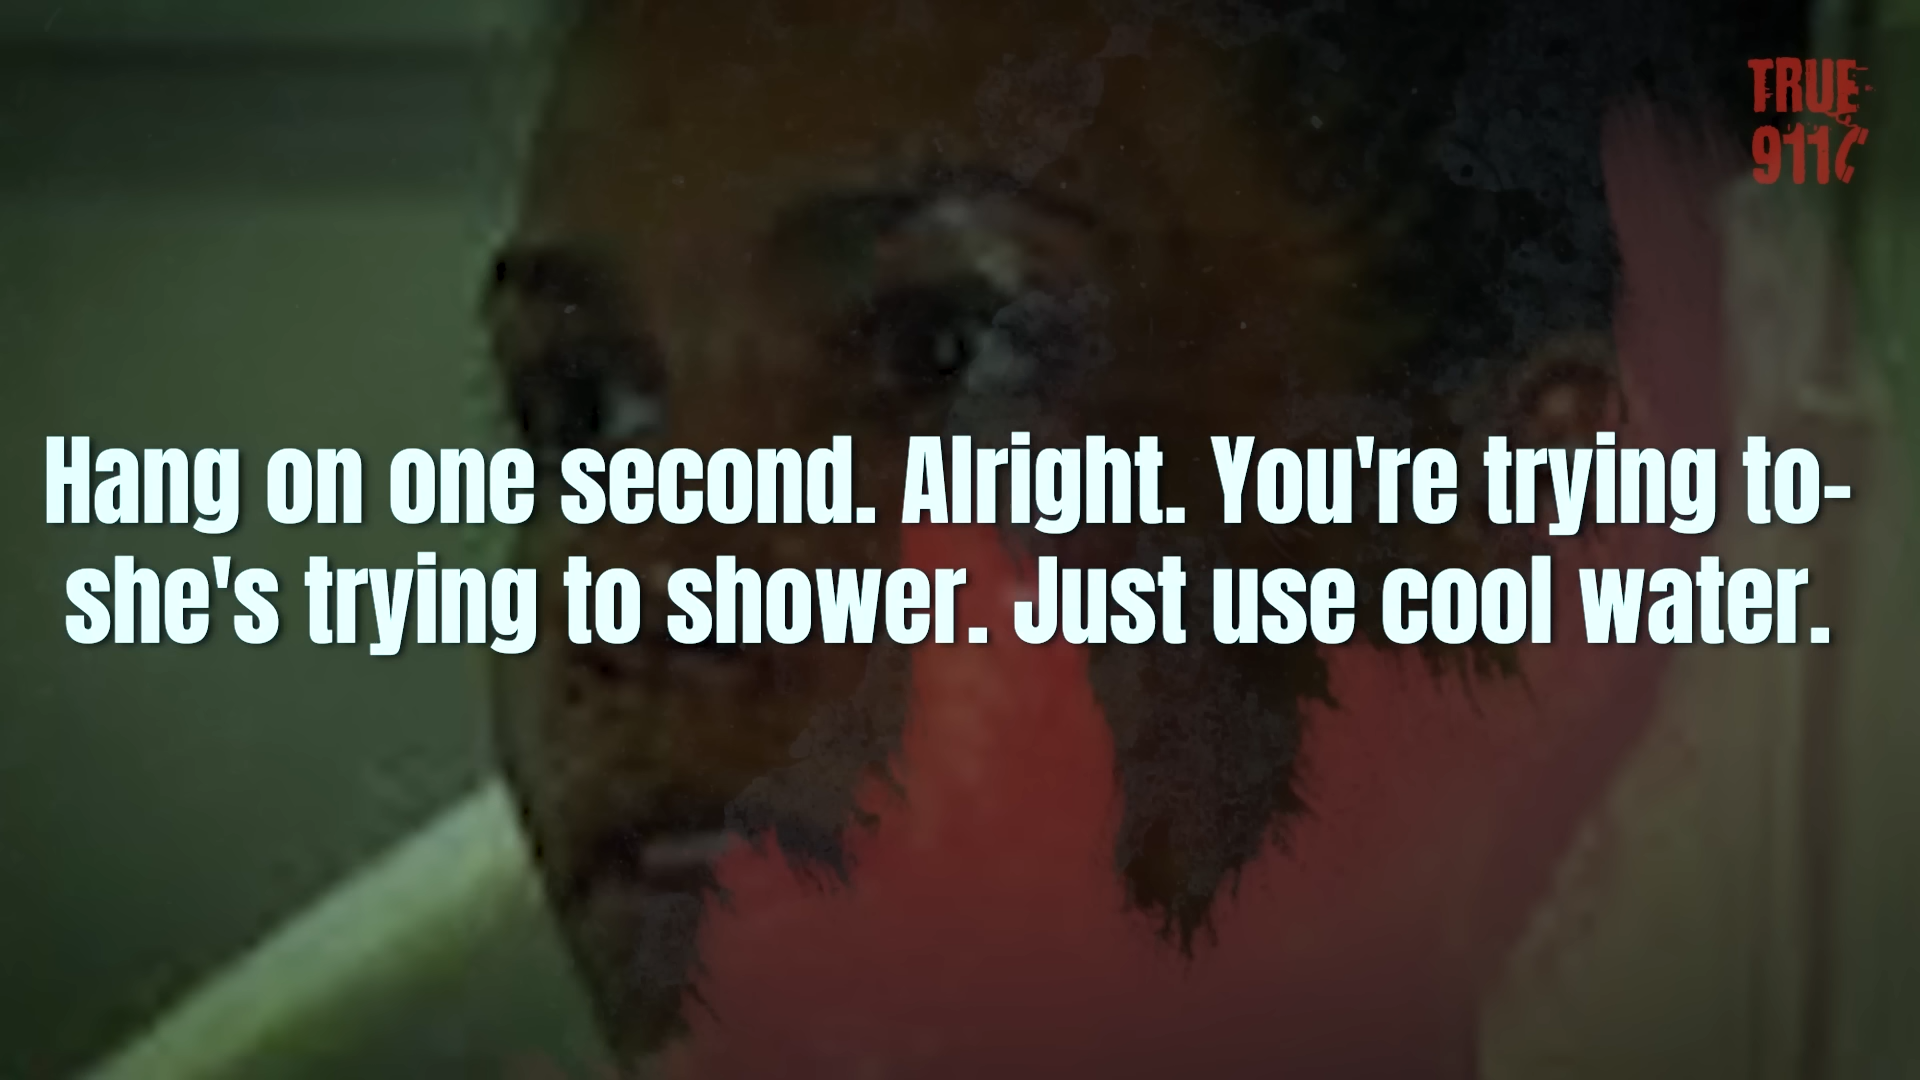 TRUE
911
Hang on one second. Alright. You're trying to-
she's trying to shower. Just use cool water.